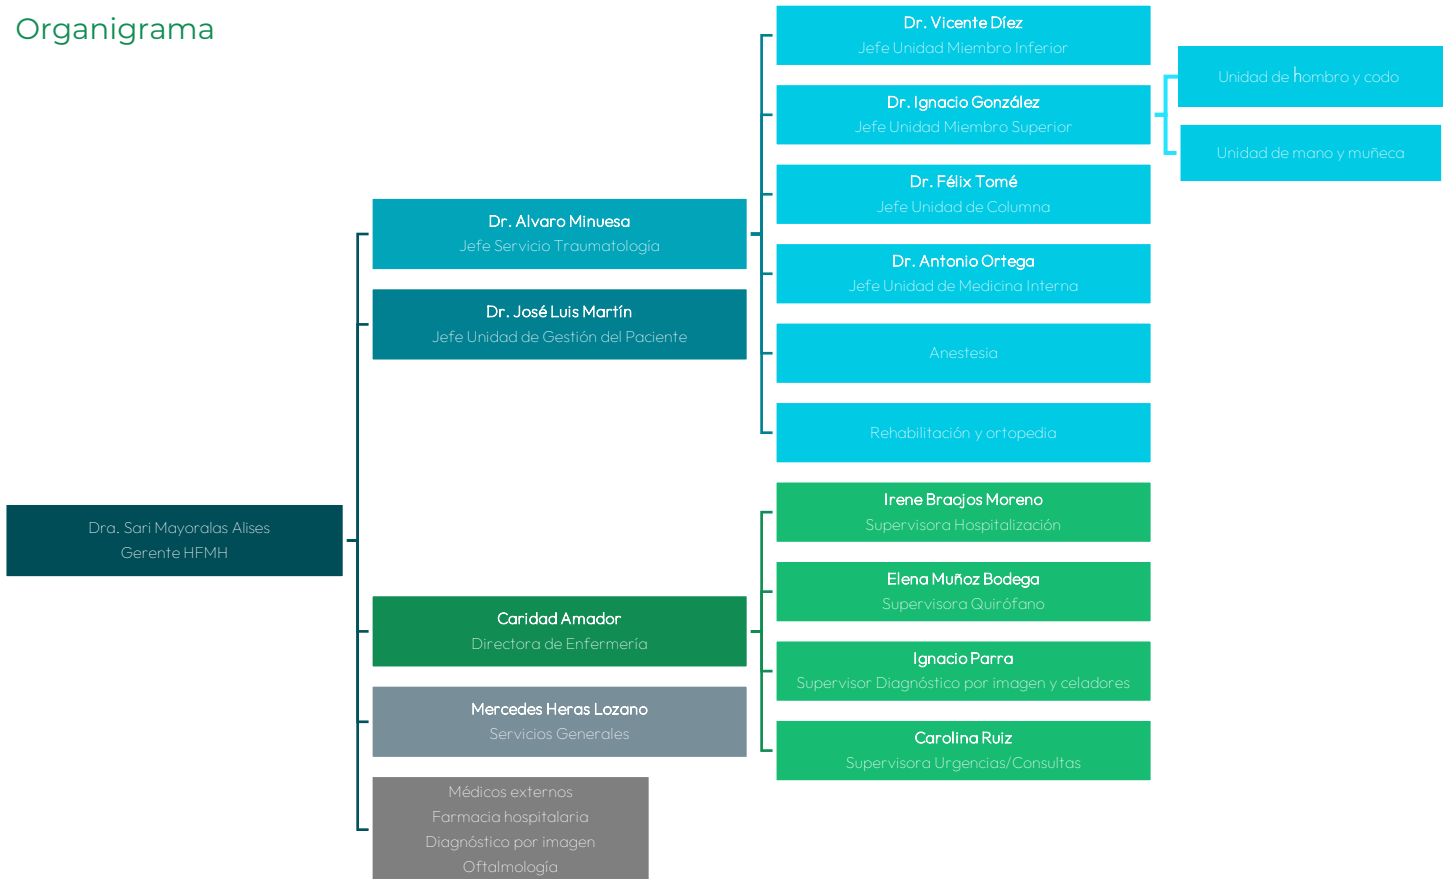 Organigrama
Dr. Vicente Díez
Jefe Unidad Miembro Inferior
Dr. Ignacio González
Jefe Unidad Miembro Superior
Unidad de hombro y codo
Unidad de mano y muñeca
Dr. Félix Tomé
Jefe Unidad de Columna
Dr. Alvaro Minuesa
Jefe Servicio Traumatología
Dr. Antonio Ortega
Jefe Unidad de Medicina Interna
Dr. José Luis Martín
Jefe Unidad de Gestión del Paciente
Anestesia
Rehabilitación y ortopedia
Dra. Sari Mayoralas Alises
Gerente HFMH
Irene Braojos Moreno
Supervisora Hospitalización
Elena Muñoz Bodega
Supervisora Quirófano
Caridad Amador
Directora de Enfermería
Ignacio Parra
Supervisor Diagnóstico por imagen y celadores
Mercedes Heras Lozano
Servicios Generales
Carolina Ruiz
Supervisora Urgencias/Consultas
Médicos externos
Farmacia hospitalaria
Diagnóstico por imagen
Oftalmología